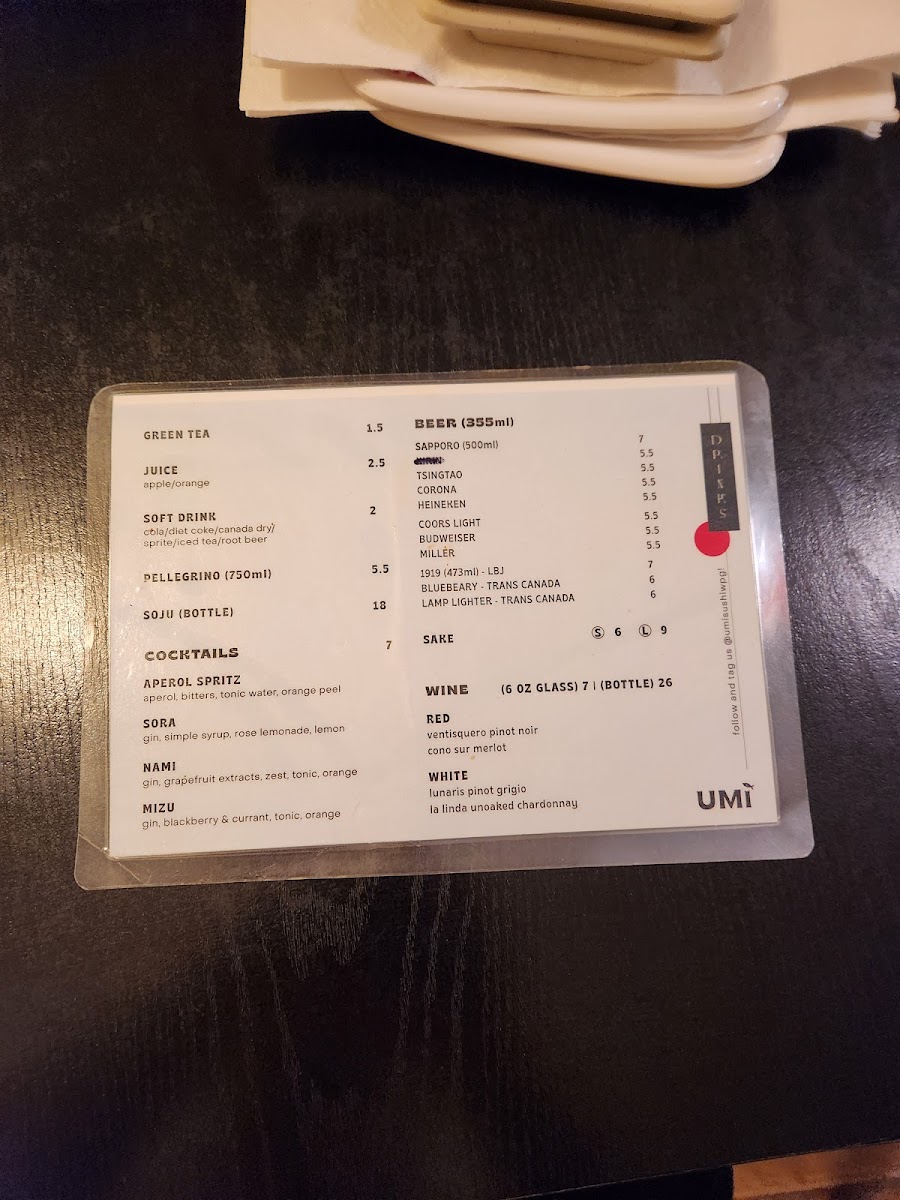 GREEN TEA 1.5
JUICE 2.5
apple/orange
SOFT DRINK 2
cola/diet coke/canada dry/
sprite/iced tea/root beer
PELLEGRINO (750ml) 5.5
SOJU (BOTTLE) 18
COCKTAILS 7
APEROL SPRITZ
aperol, bitters, tonic water, orange peel
SORA
gin, simple syrup, rose lemonade, lemon
NAMI
gin, grapefruit extracts, zest, tonic, orange
MIZU
gin, blackberry & currant, tonic, orange
BEER (355ml)
SAPPORO (500ml) 7
5.5
TSINGTAO 5.5
CORONA 5.5
HEINEKEN 5.5
COORS LIGHT 5.5
BUDWEISER 5.5
MILLER 5.5
1919 (473ml) - LBJ 7
BLUEBEARY - TRANS CANADA 6
LAMP LIGHTER - TRANS CANADA 6
SAKE Ⓢ 6 Ⓛ 9
WINE (6 OZ GLASS) 7 | (BOTTLE) 26
RED
ventisquero pinot noir
cono sur merlot
WHITE
lunaris pinot grigio
la linda unoaked chardonnay
DRINKS
follow and tag us @umisushiwpg!
UMi